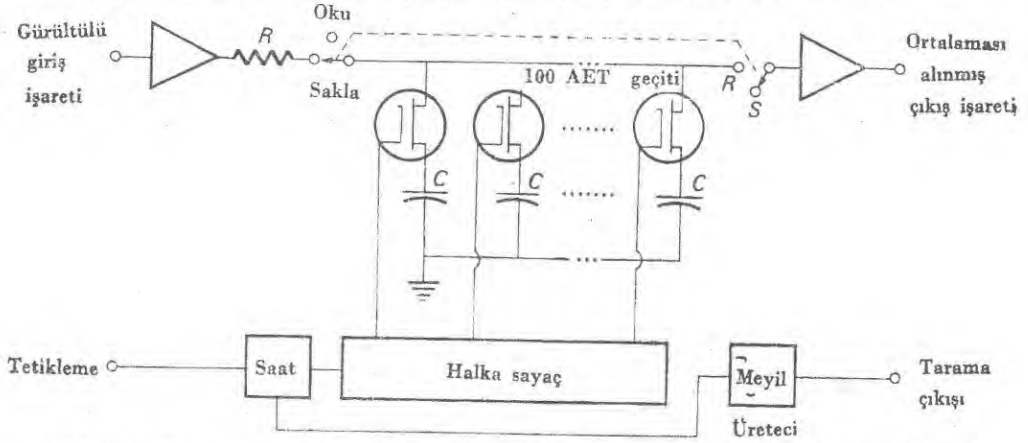 Gürültülü
giriş
işareti
R
Oku
Sakla
100 AET geçiti
R
S
Ortalaması
alınmış
çıkış işareti
C
C
C
Tetikleme
Saat
Halka sayaç
Meyil
Üreteci
Tarama
çıkışı